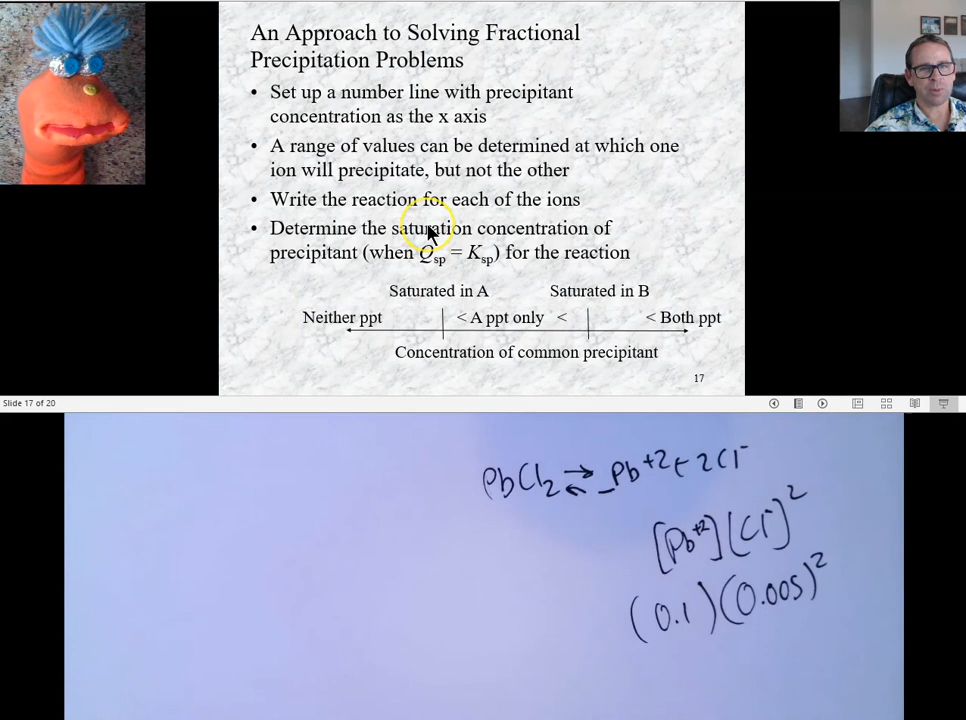 An Approach to Solving Fractional
Precipitation Problems
• Set up a number line with precipitant
concentration as the x axis
• A range of values can be determined at which one
ion will precipitate, but not the other
• Write the reaction for each of the ions
• Determine the saturation concentration of
precipitant (when Qsp = Ksp) for the reaction
Saturated in A Saturated in B
Neither ppt < A ppt only < < Both ppt
Concentration of common precipitant
17
Slide 17 of 20
PbCl₂ ⇌ Pb⁺² + 2Cl⁻
[Pb⁺²][Cl⁻]²
(0.1)(0.005)²